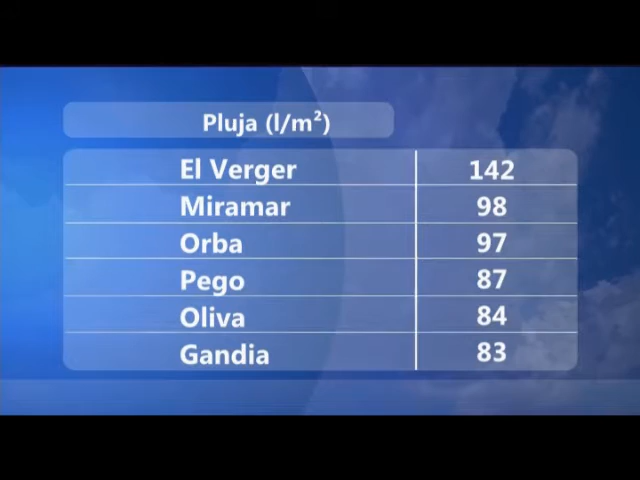 Pluja (l/m²)
El Verger 142
Miramar 98
Orba 97
Pego 87
Oliva 84
Gandia 83